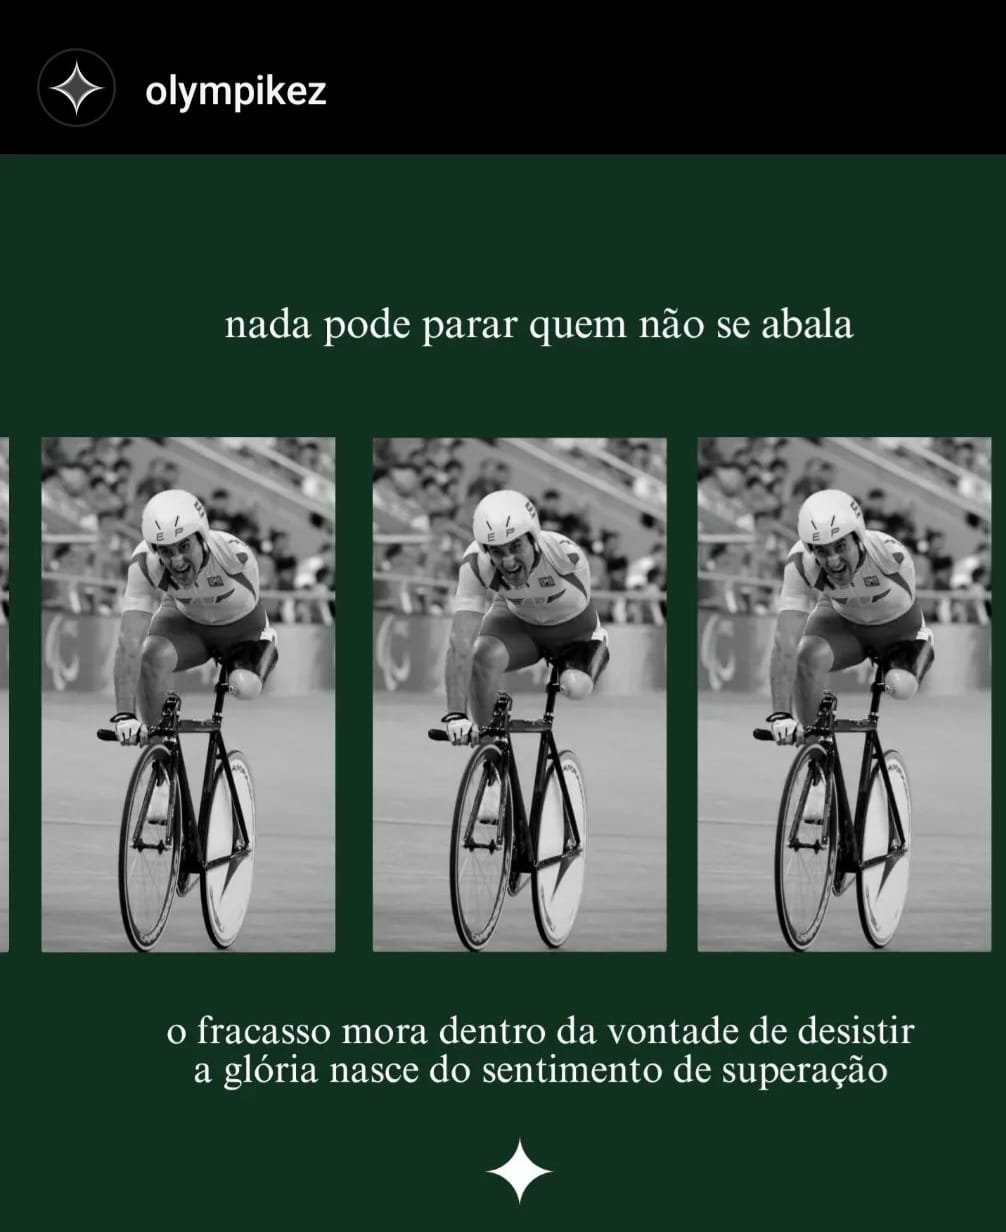 olympikez
nada pode parar quem não se abala
E P
E P
E P
o fracasso mora dentro da vontade de desistir
a glória nasce do sentimento de superação